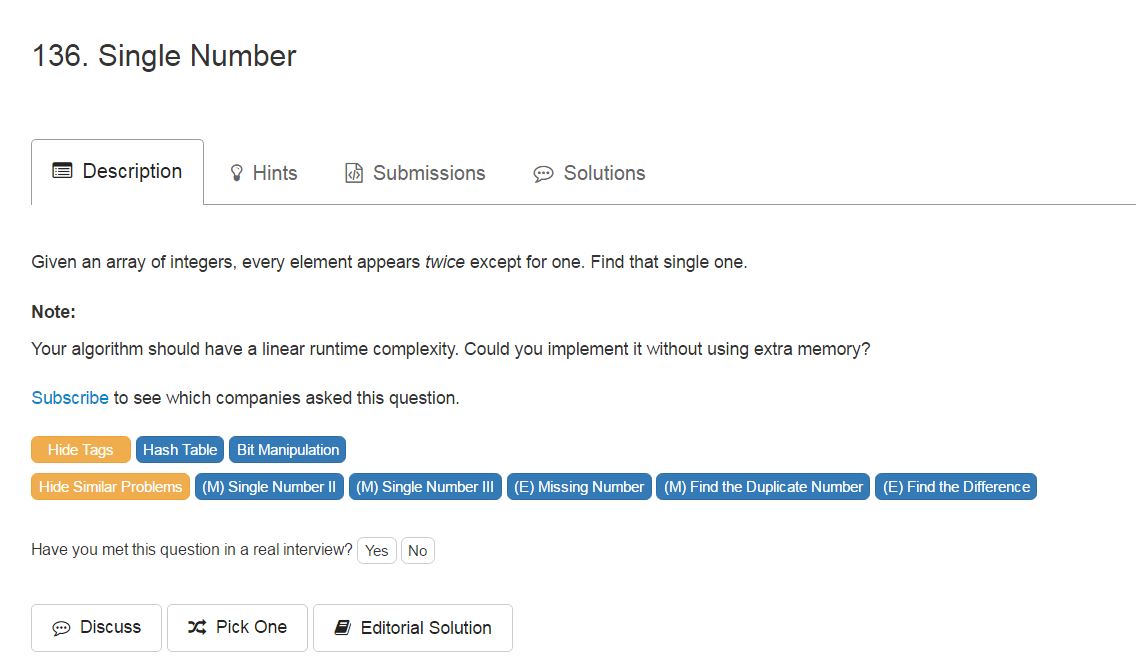 136. Single Number
Description Hints Submissions Solutions
Given an array of integers, every element appears twice except for one. Find that single one.
Note:
Your algorithm should have a linear runtime complexity. Could you implement it without using extra memory?
Subscribe to see which companies asked this question.
Hide Tags Hash Table Bit Manipulation
Hide Similar Problems (M) Single Number II (M) Single Number III (E) Missing Number (M) Find the Duplicate Number (E) Find the Difference
Have you met this question in a real interview? Yes No
Discuss Pick One Editorial Solution